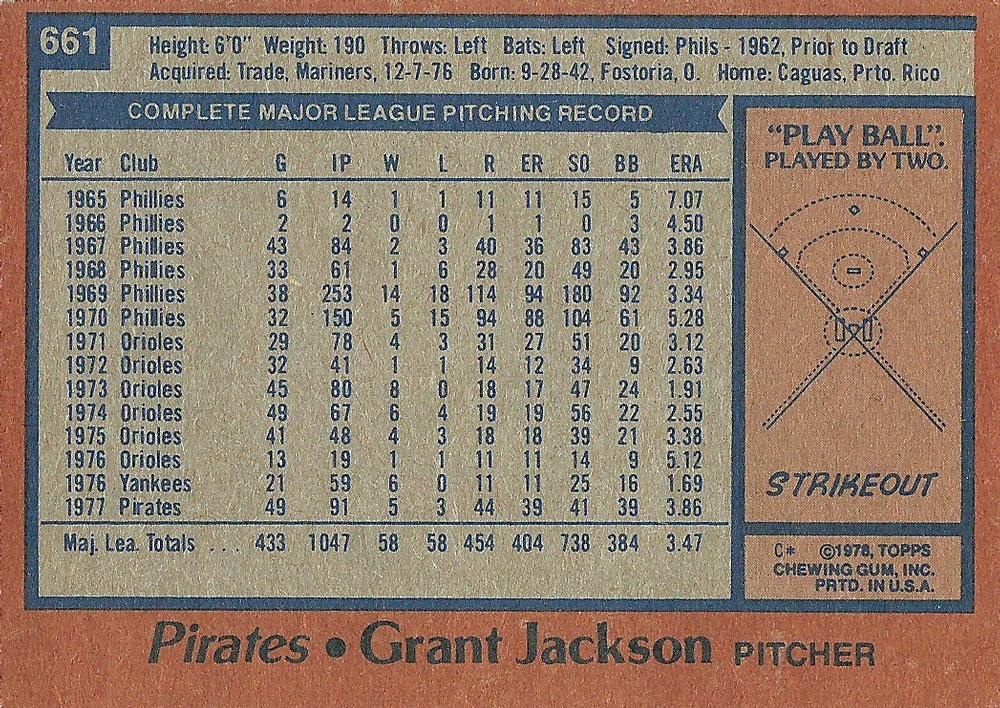 661
Height: 6'0" Weight: 190 Throws: Left Bats: Left Signed: Phils - 1962, Prior to Draft
Acquired: Trade, Mariners, 12-7-76 Born: 9-28-42, Fostoria, O. Home: Caguas, Prto. Rico
COMPLETE MAJOR LEAGUE PITCHING RECORD
Year Club G IP W L R ER SO BB ERA
1965 Phillies 6 14 1 1 11 11 15 5 7.07
1966 Phillies 2 2 0 0 1 1 0 3 4.50
1967 Phillies 43 84 2 3 40 36 83 43 3.86
1968 Phillies 33 61 1 6 28 20 49 20 2.95
1969 Phillies 38 253 14 18 114 94 180 92 3.34
1970 Phillies 32 150 5 15 94 88 104 61 5.28
1971 Orioles 29 78 4 3 31 27 51 20 3.12
1972 Orioles 32 41 1 1 14 12 34 9 2.63
1973 Orioles 45 80 8 0 18 17 47 24 1.91
1974 Orioles 49 67 6 4 19 19 56 22 2.55
1975 Orioles 41 48 4 3 18 18 39 21 3.38
1976 Orioles 13 19 1 1 11 11 14 9 5.12
1976 Yankees 21 59 6 0 11 11 25 16 1.69
1977 Pirates 49 91 5 3 44 39 41 39 3.86
Maj. Lea. Totals ... 433 1047 58 58 454 404 738 384 3.47
"PLAY BALL".
PLAYED BY TWO.
STRIKEOUT
C* ©1978, TOPPS
CHEWING GUM, INC.
PRTD. IN U.S.A.
Pirates • Grant Jackson PITCHER